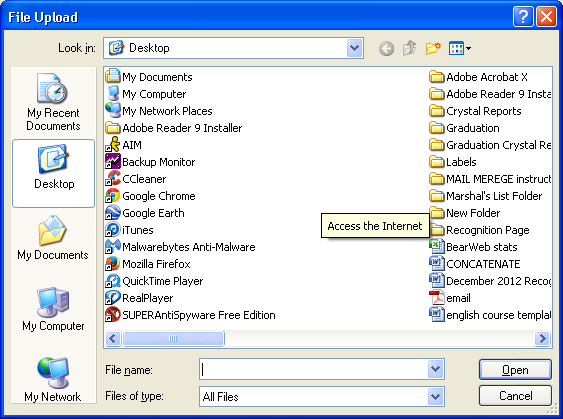 File Upload
Look in: Desktop
My Recent
Documents
Desktop
My Documents
My Computer
My Network
My Documents
My Computer
My Network Places
Adobe Reader 9 Installer
AIM
Backup Monitor
CCleaner
Google Chrome
Google Earth
iTunes
Malwarebytes Anti-Malware
Mozilla Firefox
QuickTime Player
RealPlayer
SUPERAntiSpyware Free Edition
Adobe Acrobat X
Adobe Reader 9 Installer
Crystal Reports
Graduation
Graduation Crystal Re
Labels
MAIL MEREGE instruct
Marshal's List Folder
New Folder
Recognition Page
BearWeb stats
CONCATENATE
December 2012 Recog
email
english course templat
Access the Internet
File name:
Open
Files of type: All Files
Cancel